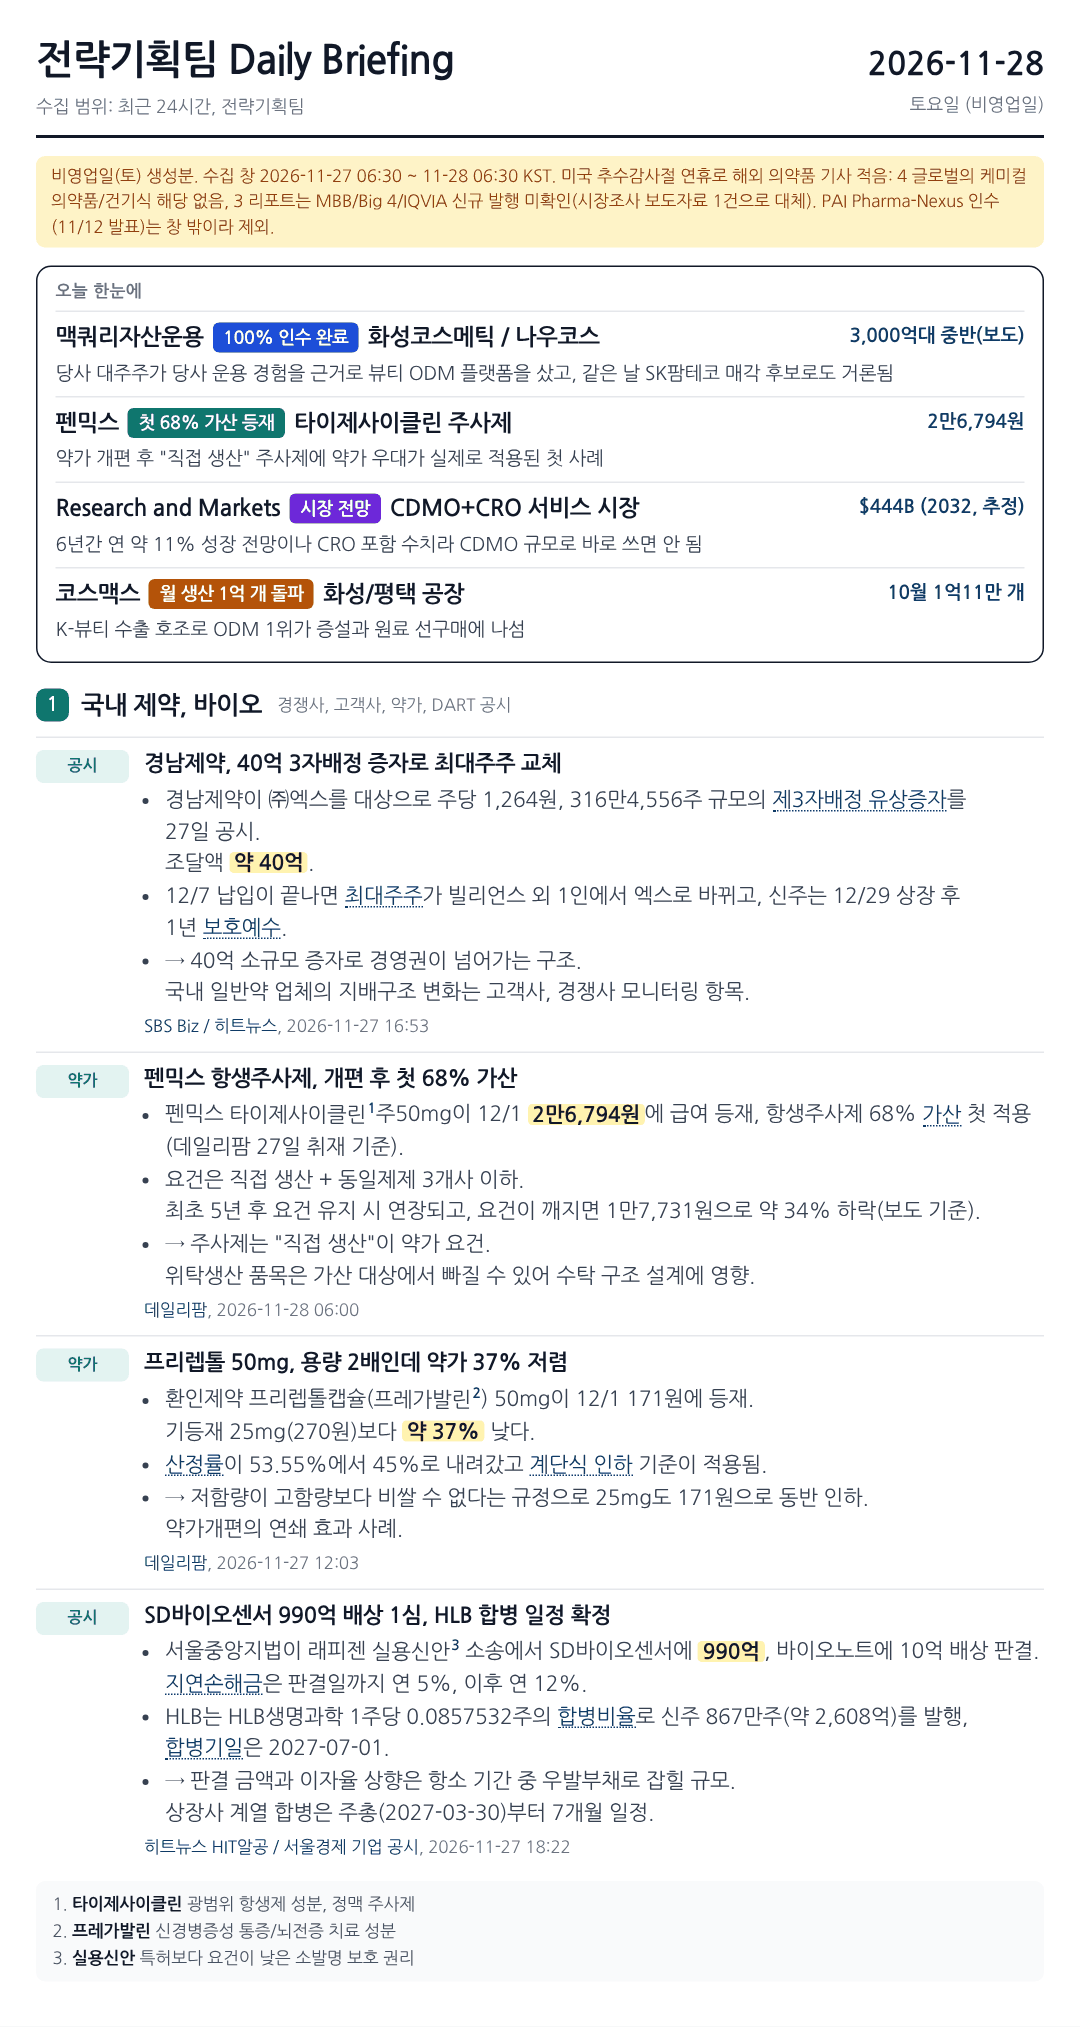 전략기획팀 Daily Briefing
2026-11-28
수집 범위: 최근 24시간, 전략기획팀
토요일 (비영업일)
비영업일(토) 생성분. 수집 창 2026-11-27 06:30 ~ 11-28 06:30 KST. 미국 추수감사절 연휴로 해외 의약품 기사 적음: 4 글로벌의 케미컬
의약품/건기식 해당 없음, 3 리포트는 MBB/Big 4/IQVIA 신규 발행 미확인(시장조사 보도자료 1건으로 대체). PAI Pharma-Nexus 인수
(11/12 발표)는 창 밖이라 제외.
오늘 한눈에
맥쿼리자산운용 100% 인수 완료 화성코스메틱 / 나우코스 3,000억대 중반(보도)
당사 대주주가 당사 운용 경험을 근거로 뷰티 ODM 플랫폼을 샀고, 같은 날 SK팜테코 매각 후보로도 거론됨
펜믹스 첫 68% 가산 등재 타이제사이클린 주사제 2만6,794원
약가 개편 후 "직접 생산" 주사제에 약가 우대가 실제로 적용된 첫 사례
Research and Markets 시장 전망 CDMO+CRO 서비스 시장 $444B (2032, 추정)
6년간 연 약 11% 성장 전망이나 CRO 포함 수치라 CDMO 규모로 바로 쓰면 안 됨
코스맥스 월 생산 1억 개 돌파 화성/평택 공장 10월 1억11만 개
K-뷰티 수출 호조로 ODM 1위가 증설과 원료 선구매에 나섬
1 국내 제약, 바이오 경쟁사, 고객사, 약가, DART 공시
공시 경남제약, 40억 3자배정 증자로 최대주주 교체
• 경남제약이 ㈜엑스를 대상으로 주당 1,264원, 316만4,556주 규모의 제3자배정 유상증자를
27일 공시.
조달액 약 40억.
• 12/7 납입이 끝나면 최대주주가 빌리언스 외 1인에서 엑스로 바뀌고, 신주는 12/29 상장 후
1년 보호예수.
• → 40억 소규모 증자로 경영권이 넘어가는 구조.
국내 일반약 업체의 지배구조 변화는 고객사, 경쟁사 모니터링 항목.
SBS Biz / 히트뉴스, 2026-11-27 16:53
약가 펜믹스 항생주사제, 개편 후 첫 68% 가산
• 펜믹스 타이제사이클린1주50mg이 12/1 2만6,794원에 급여 등재, 항생주사제 68% 가산 첫 적용
(데일리팜 27일 취재 기준).
• 요건은 직접 생산 + 동일제제 3개사 이하.
최초 5년 후 요건 유지 시 연장되고, 요건이 깨지면 1만7,731원으로 약 34% 하락(보도 기준).
• → 주사제는 "직접 생산"이 약가 요건.
위탁생산 품목은 가산 대상에서 빠질 수 있어 수탁 구조 설계에 영향.
데일리팜, 2026-11-28 06:00
약가 프리렙톨 50mg, 용량 2배인데 약가 37% 저렴
• 환인제약 프리렙톨캡슐(프레가발린2) 50mg이 12/1 171원에 등재.
기등재 25mg(270원)보다 약 37% 낮다.
• 산정률이 53.55%에서 45%로 내려갔고 계단식 인하 기준이 적용됨.
• → 저함량이 고함량보다 비쌀 수 없다는 규정으로 25mg도 171원으로 동반 인하.
약가개편의 연쇄 효과 사례.
데일리팜, 2026-11-27 12:03
공시 SD바이오센서 990억 배상 1심, HLB 합병 일정 확정
• 서울중앙지법이 래피젠 실용신안3 소송에서 SD바이오센서에 990억, 바이오노트에 10억 배상 판결.
지연손해금은 판결일까지 연 5%, 이후 연 12%.
• HLB는 HLB생명과학 1주당 0.0857532주의 합병비율로 신주 867만주(약 2,608억)를 발행,
합병기일은 2027-07-01.
• → 판결 금액과 이자율 상향은 항소 기간 중 우발부채로 잡힐 규모.
상장사 계열 합병은 주총(2027-03-30)부터 7개월 일정.
히트뉴스 HIT알공 / 서울경제 기업 공시, 2026-11-27 18:22
1. 타이제사이클린 광범위 항생제 성분, 정맥 주사제
2. 프레가발린 신경병증성 통증/뇌전증 치료 성분
3. 실용신안 특허보다 요건이 낮은 소발명 보호 권리